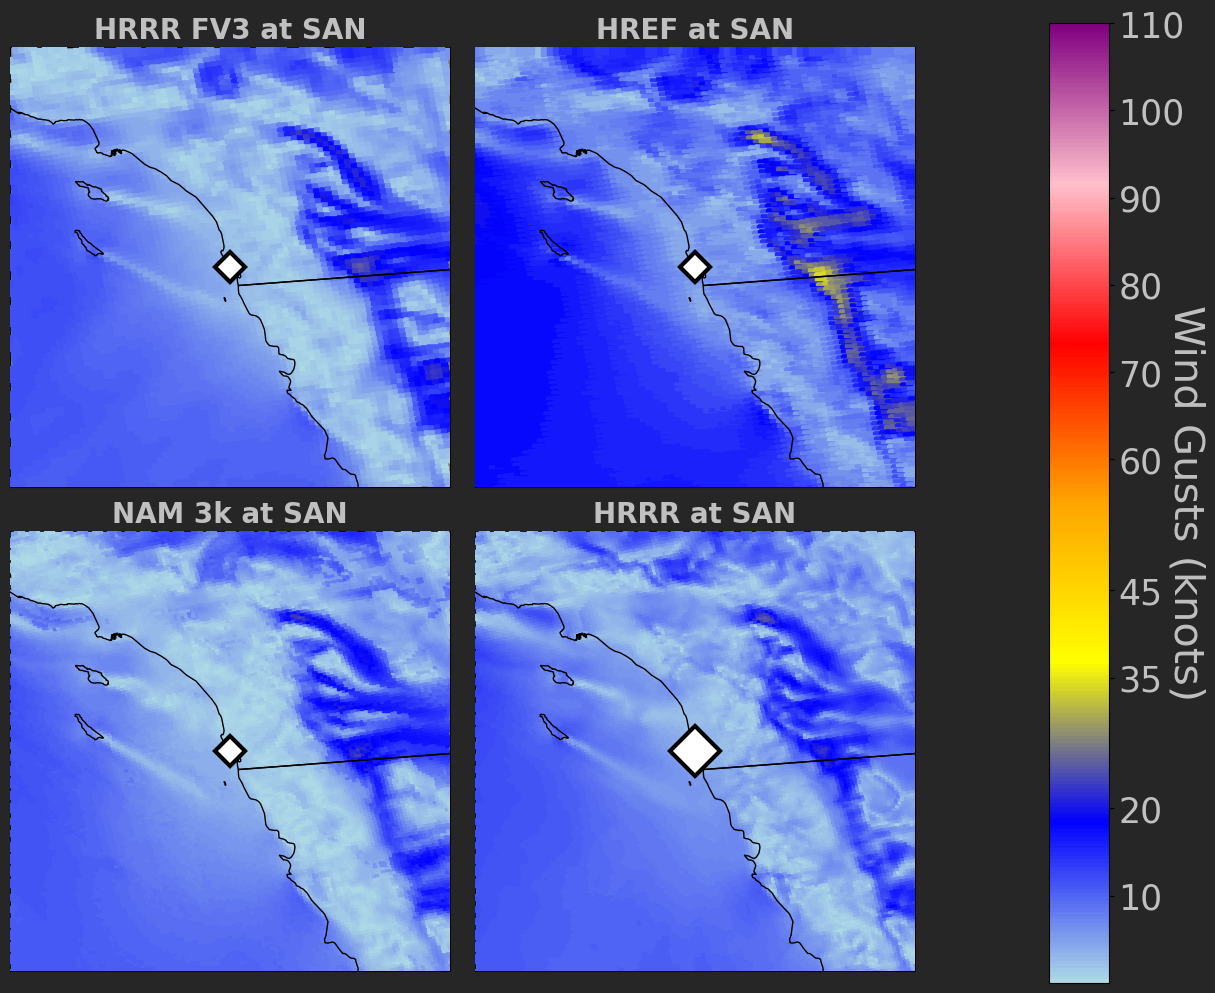 HRRR FV3 at SAN
HREF at SAN
NAM 3k at SAN
HRRR at SAN
110
100
90
80
70
60
45
35
20
10
Wind Gusts (knots)